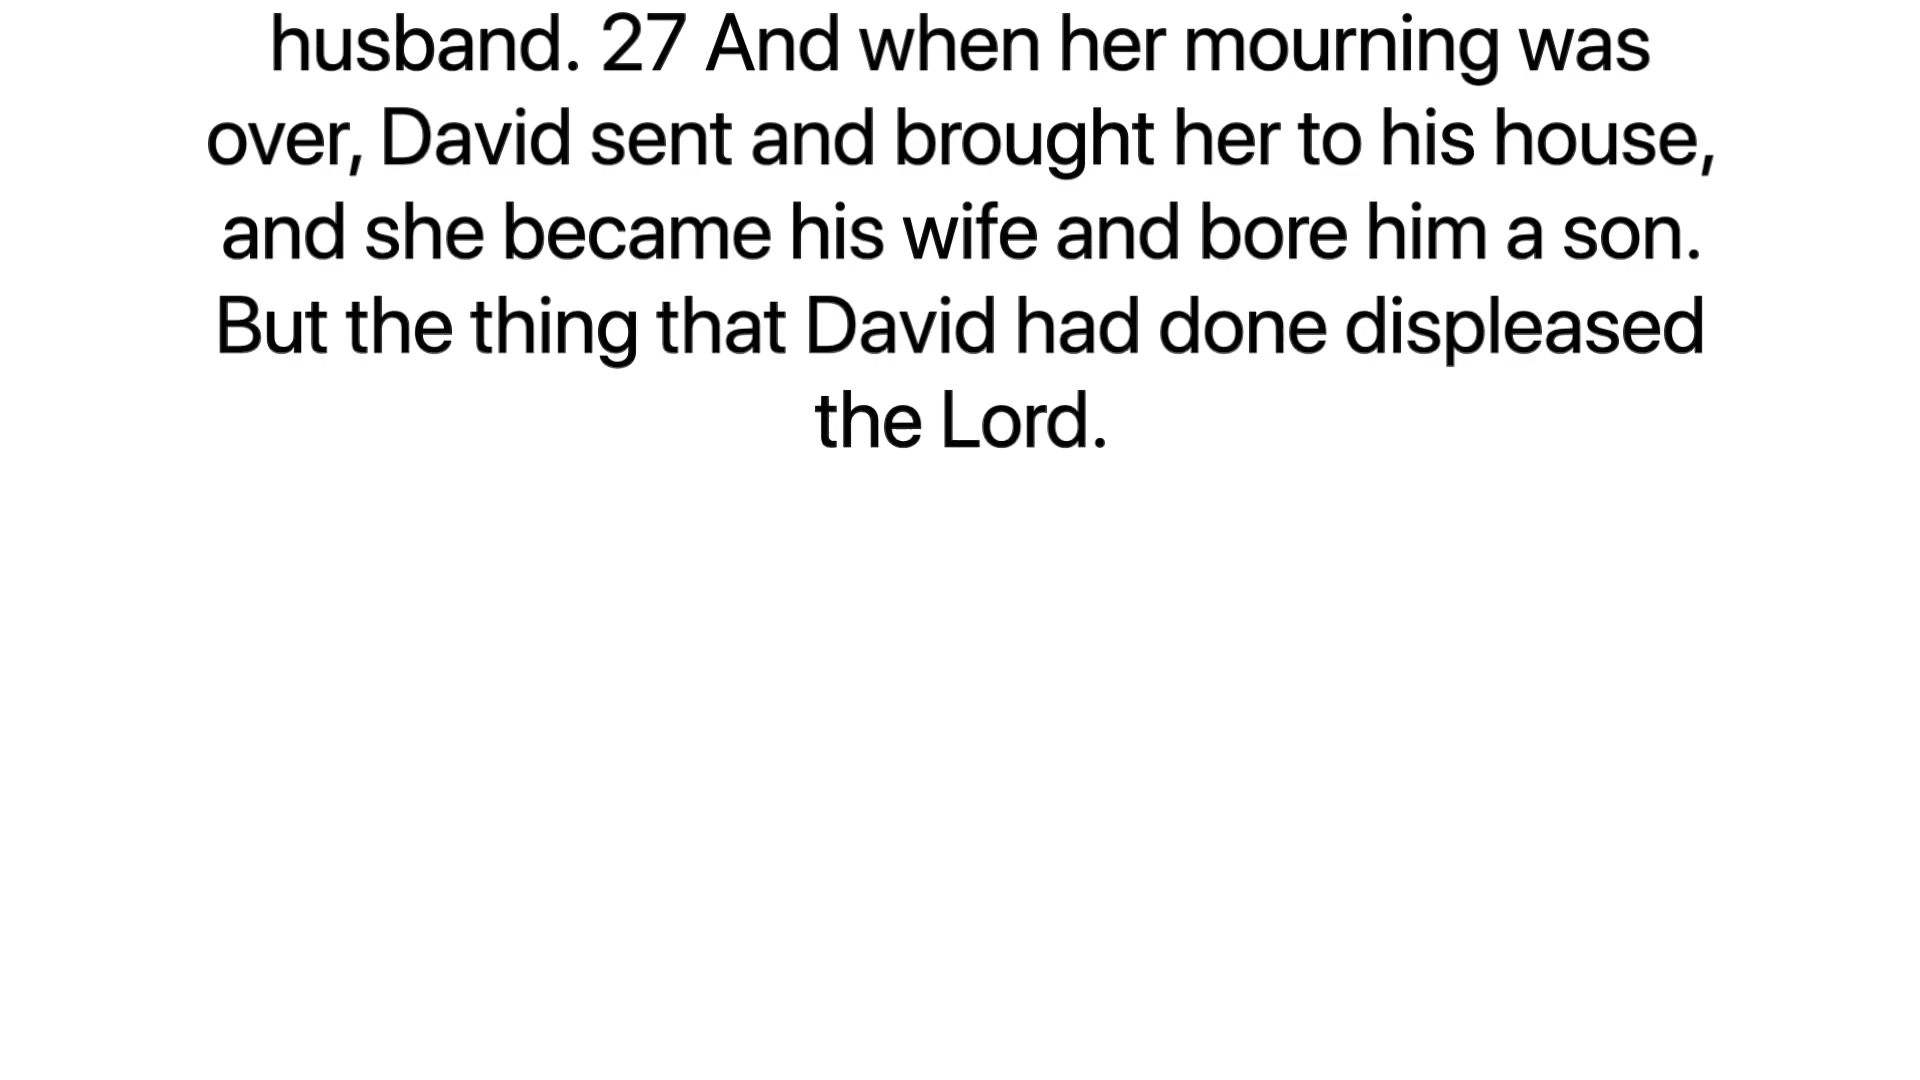 husband. 27 And when her mourning was
over, David sent and brought her to his house,
and she became his wife and bore him a son.
But the thing that David had done displeased
the Lord.